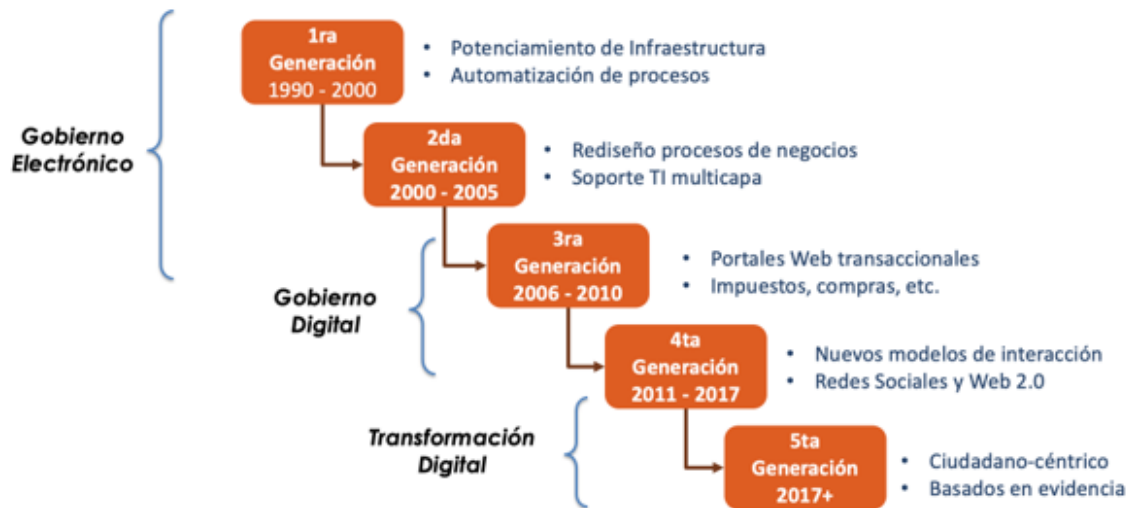 1ra
Generación
1990 - 2000
• Potenciamiento de Infraestructura
• Automatización de procesos
Gobierno
Electrónico
2da
Generación
2000 - 2005
• Rediseño procesos de negocios
• Soporte TI multicapa
3ra
Generación
2006 - 2010
• Portales Web transaccionales
• Impuestos, compras, etc.
Gobierno
Digital
4ta
Generación
2011 - 2017
• Nuevos modelos de interacción
• Redes Sociales y Web 2.0
Transformación
Digital
5ta
Generación
2017+
• Ciudadano-céntrico
• Basados en evidencia